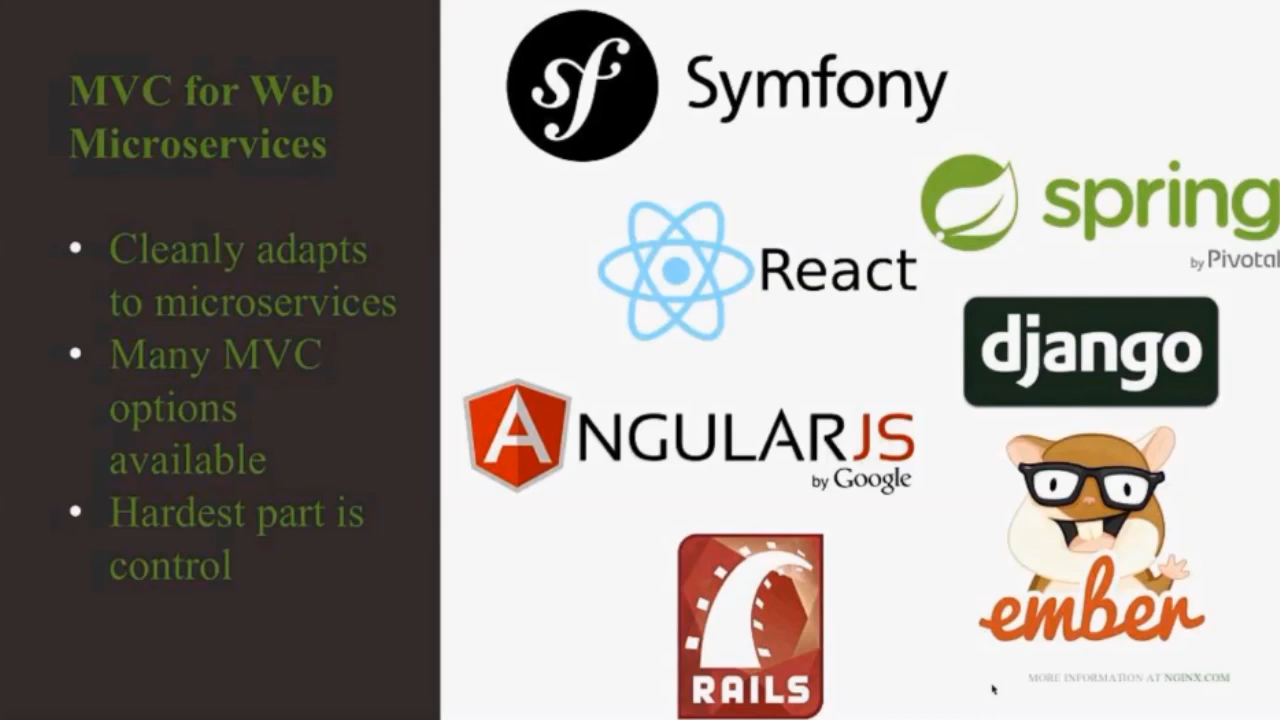 MVC for Web
Microservices
• Cleanly adapts
to microservices
• Many MVC
options
available
• Hardest part is
control
sf Symfony
spring
by Pivotal
React
django
ANGULARJS
by Google
ember
RAILS
MORE INFORMATION AT NGINX.COM